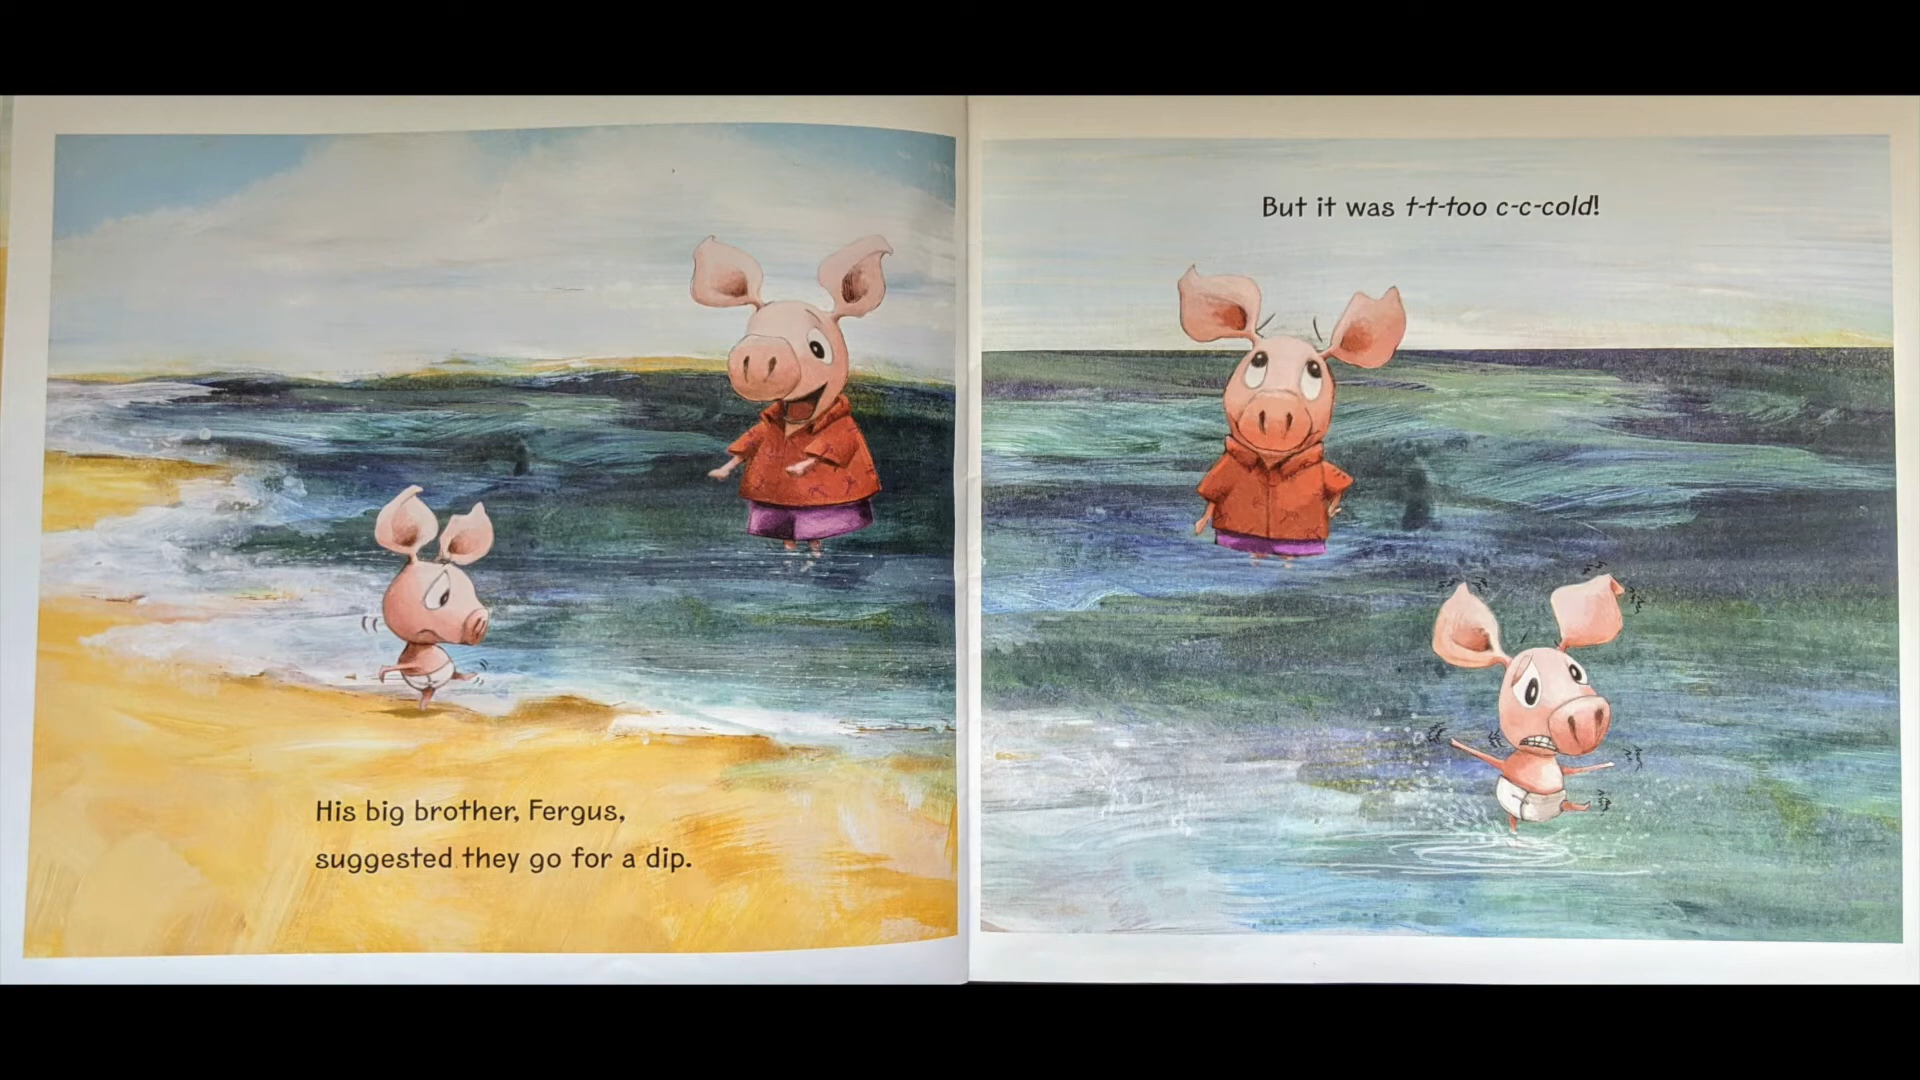 His big brother, Fergus,
suggested they go for a dip.
But it was t-t-too c-c-cold!